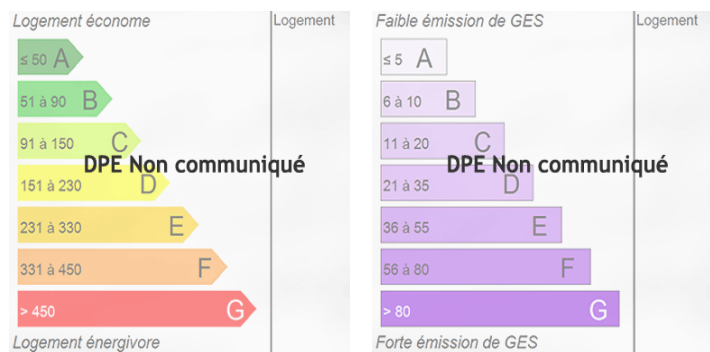 Logement économe
Logement
≤ 50 A
51 à 90 B
91 à 150 C
DPE Non communiqué
151 à 230 D
231 à 330 E
331 à 450 F
> 450 G
Logement énergivore
Faible émission de GES
Logement
≤ 5 A
6 à 10 B
11 à 20 C
DPE Non communiqué
21 à 35 D
36 à 55 E
56 à 80 F
> 80 G
Forte émission de GES